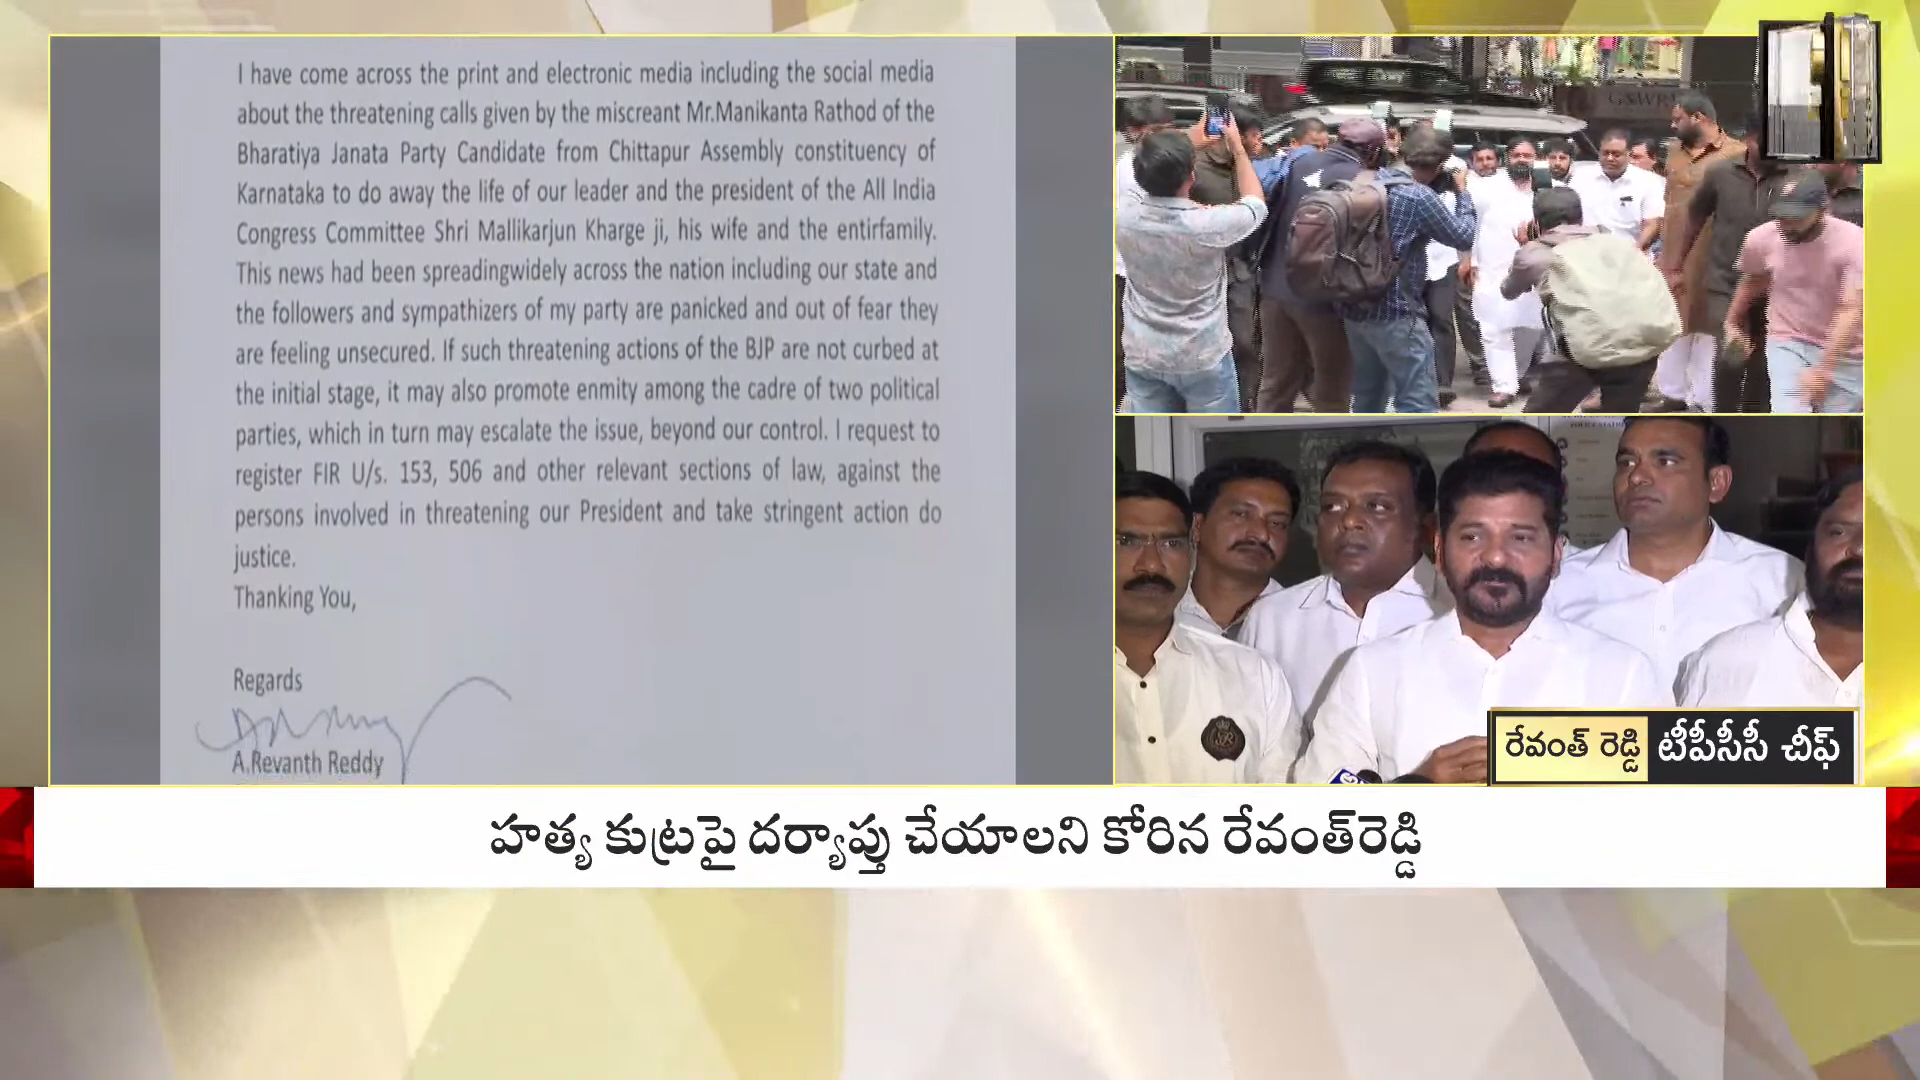 I have come across the print and electronic media including the social media
about the threatening calls given by the miscreant Mr.Manikanta Rathod of the
Bharatiya Janata Party Candidate from Chittapur Assembly constituency of
Karnataka to do away the life of our leader and the president of the All India
Congress Committee Shri Mallikarjun Kharge ji, his wife and the entirfamily.
This news had been spreadingwidely across the nation including our state and
the followers and sympathizers of my party are panicked and out of fear they
are feeling unsecured. If such threatening actions of the BJP are not curbed at
the initial stage, it may also promote enmity among the cadre of two political
parties, which in turn may escalate the issue, beyond our control. I request to
register FIR U/s. 153, 506 and other relevant sections of law, against the
persons involved in threatening our President and take stringent action do
justice.
Thanking You,
Regards
A.Revanth Reddy
రేవంత్ రెడ్డి టీపీసీసీ చీఫ్
హత్య కుట్రపై దర్యాప్తు చేయాలని కోరిన రేవంత్‌రెడ్డి